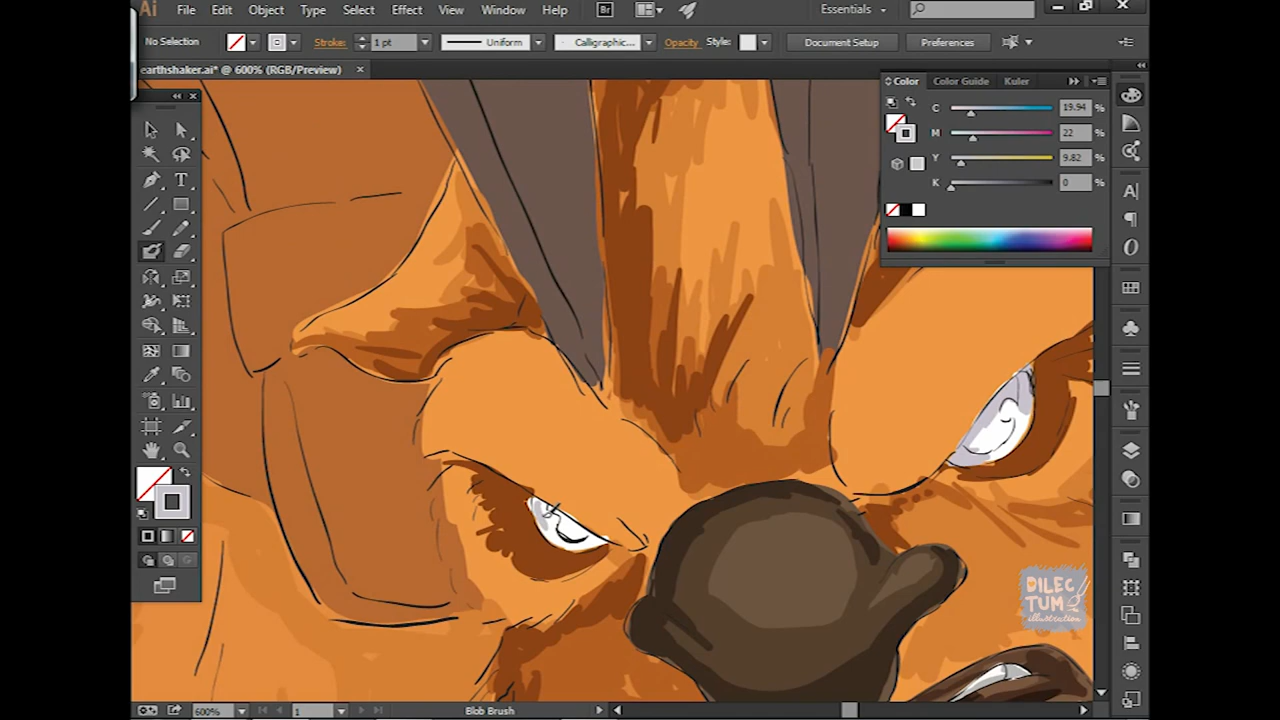 Ai File Edit Object Type Select Effect View Window Help Br Essentials
No Selection Stroke: 1 pt Uniform Calligraphic... Opacity Style: Document Setup Preferences
earthshaker.ai* @ 600% (RGB/Preview)
Color Color Guide Kuler
C 19.94 %
M 22 %
Y 9.82 %
K 0 %
DILEC
TUM
illustration
600% 1 Blob Brush